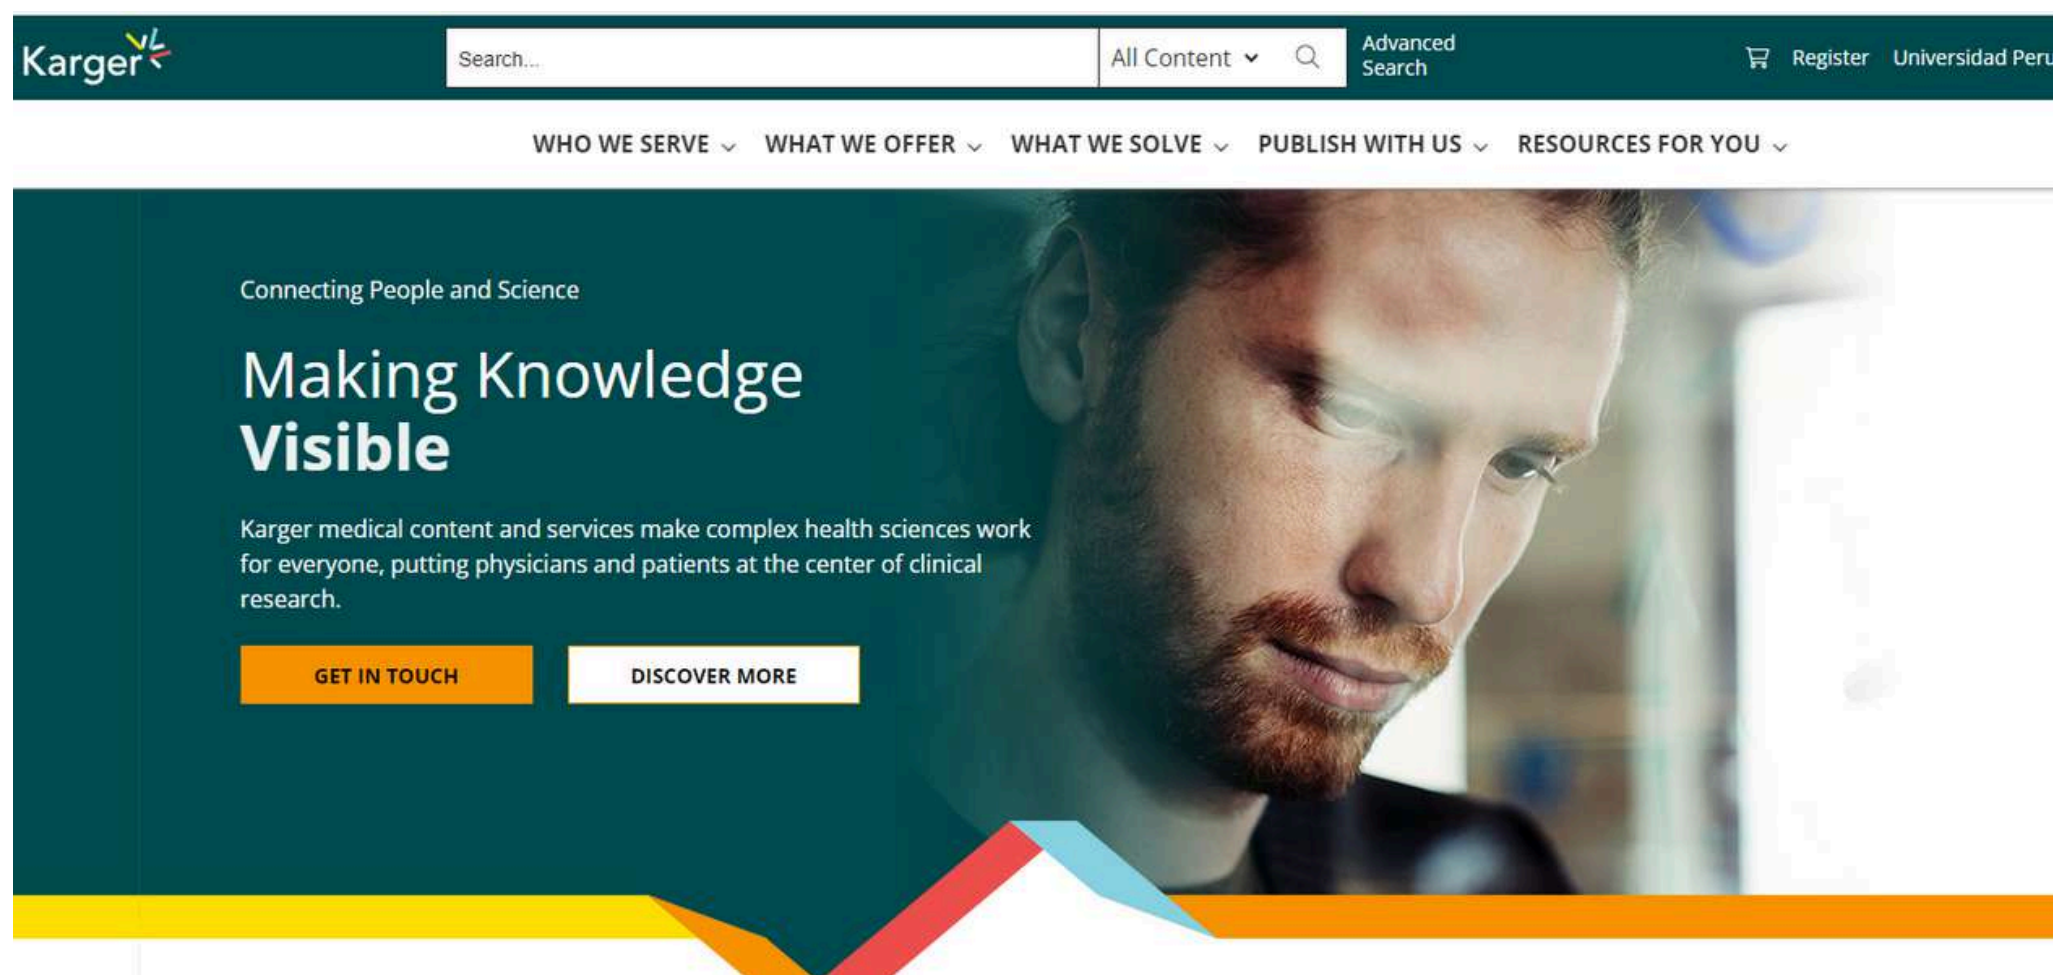 Karger
Search...
All Content
Advanced
Search
Register
Universidad Peru
WHO WE SERVE
WHAT WE OFFER
WHAT WE SOLVE
PUBLISH WITH US
RESOURCES FOR YOU
Connecting People and Science
Making Knowledge
Visible
Karger medical content and services make complex health sciences work
for everyone, putting physicians and patients at the center of clinical
research.
GET IN TOUCH
DISCOVER MORE